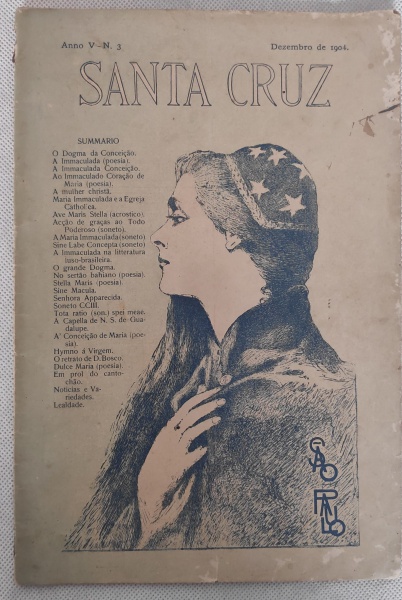 Anno V—N. 3
Dezembro de 1904.
SANTA CRUZ
SUMMARIO
O Dogma da Conceição.
A Immaculada (poesia).
A Immaculada Conceição.
Ao Immaculado Coração de
Maria (poesia).
A mulher christã.
Maria Immaculada e a Egreja
Catholica.
Ave Maris Stella (acrostico).
Acção de graças ao Todo
Poderoso (soneto).
A Maria Immaculada (soneto)
Sine Labe Concepta (soneto)
A Immaculada na litteratura
luso-brasileira.
O grande Dogma.
No sertão bahiano (poesia).
Stella Maris (poesia).
Sine Macula.
Senhora Apparecida.
Soneto CCIII.
Tota ratio (son.) spei meae.
A Capella de N. S. de Gua-
dalupe.
A' Conceição de Maria (poe-
sia).
Hymno á Virgem.
O retrato de D. Bosco.
Dulce Maria (poesia).
Em prol do canto-
chão.
Noticias e Va-
riedades.
Lealdade.
SÃO
PAULO